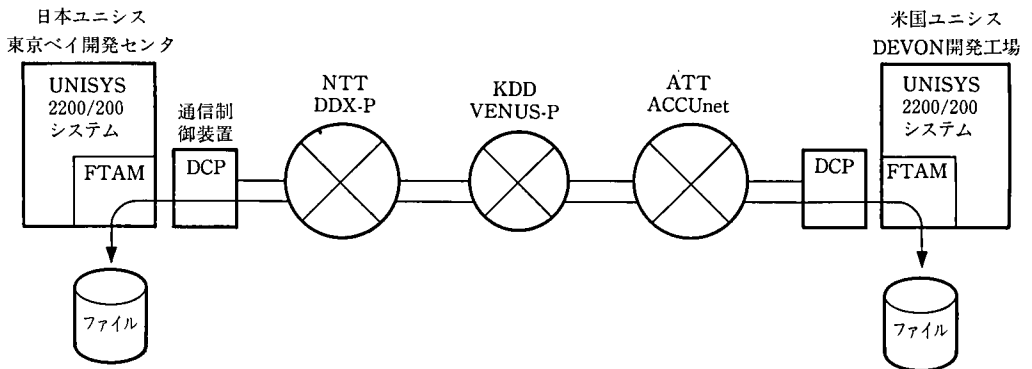 日本ユニシス
東京ベイ開発センタ
UNISYS
2200/200
システム
FTAM
通信制
御装置
DCP
NTT
DDX-P
KDD
VENUS-P
ATT
ACCUnet
DCP
米国ユニシス
DEVON開発工場
UNISYS
2200/200
システム
FTAM
ファイル
ファイル